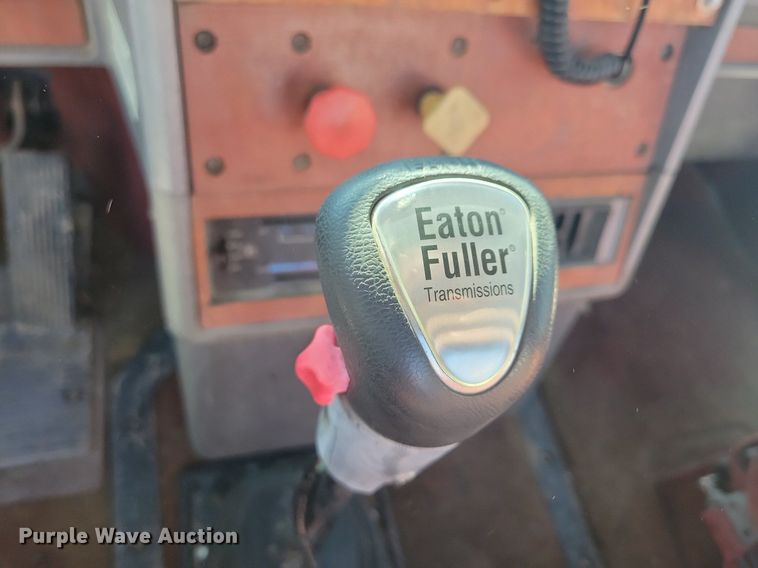 Eaton®
Fuller®
Transmissions
Purple Wave Auction